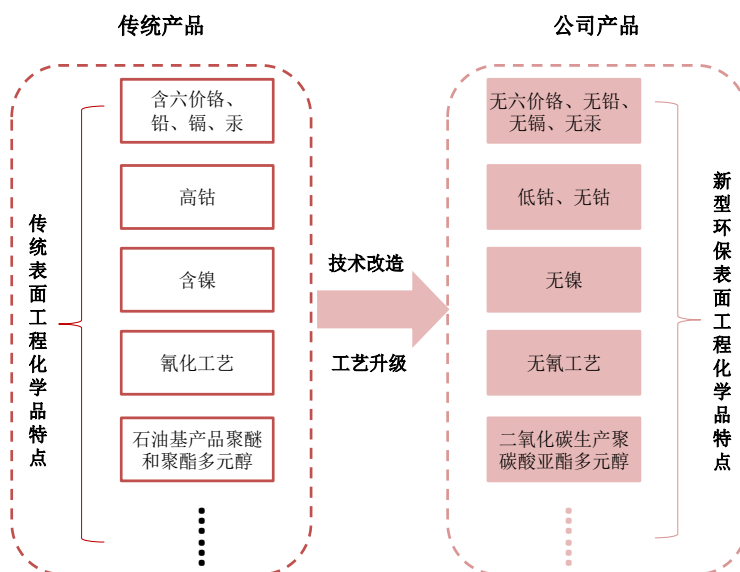 传统产品
公司产品
传统表面工程化学品特点
含六价铬、
铅、镉、汞
高钴
含镍
氰化工艺
石油基产品聚醚
和聚酯多元醇
技术改造
工艺升级
无六价铬、无铅、
无镉、无汞
低钴、无钴
无镍
无氰工艺
二氧化碳生产聚
碳酸亚酯多元醇
新型环保表面工程化学品特点